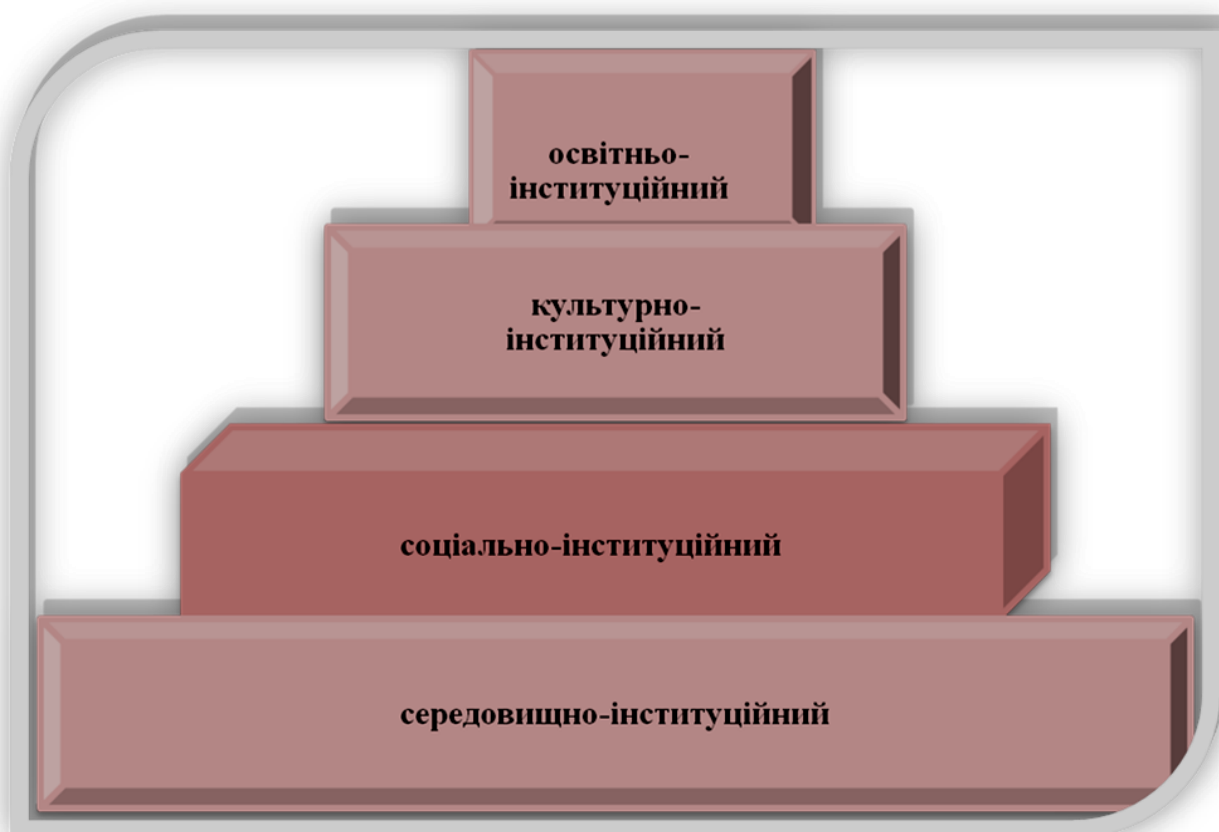 освітньо-
інституційний
культурно-
інституційний
соціально-інституційний
середовищно-інституційний